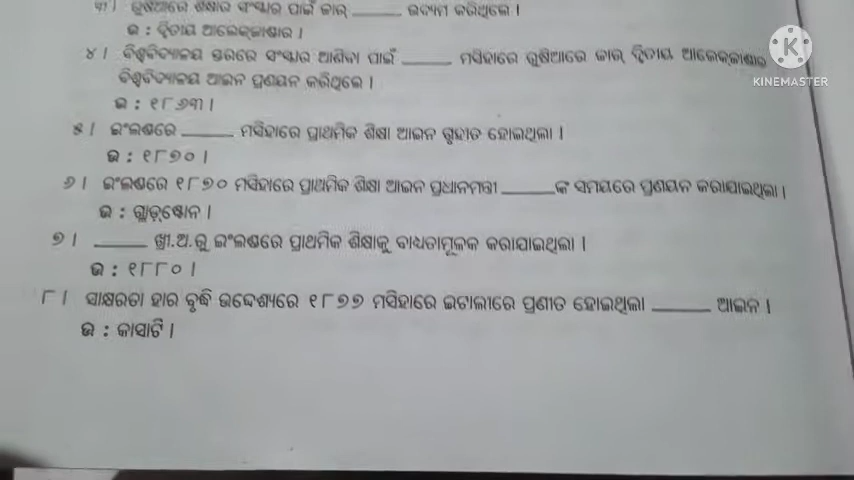 ୩। ରୁଷିଆରେ ଶିକ୍ଷାର ସଂସ୍କାର ପାଇଁ ଜାର୍ ______ ଉଦ୍ୟମ କରିଥିଲେ ।
ଉ : ଦ୍ଵିତୀୟ ଆଲେକ୍‌ଜାଣ୍ଡାର ।
୪। ବିଶ୍ଵବିଦ୍ୟାଳୟ ସ୍ତରରେ ସଂସ୍କାର ଆଣିବା ପାଇଁ ______ ମସିହାରେ ରୁଷିଆରେ ଜାର୍ ଦ୍ଵିତୀୟ ଆଲେକ୍‌ଜାଣ୍ଡାର
ବିଶ୍ଵବିଦ୍ୟାଳୟ ଆଇନ ପ୍ରଣୟନ କରିଥିଲେ ।
ଉ : ୧୮୬୩ ।
୫। ଇଂଲଣ୍ଡରେ ______ ମସିହାରେ ପ୍ରାଥମିକ ଶିକ୍ଷା ଆଇନ ଗୃହୀତ ହୋଇଥିଲା ।
ଉ : ୧୮୭୦ ।
୬। ଇଂଲଣ୍ଡରେ ୧୮୭୦ ମସିହାରେ ପ୍ରାଥମିକ ଶିକ୍ଷା ଆଇନ ପ୍ରଧାନମନ୍ତ୍ରୀ ______ଙ୍କ ସମୟରେ ପ୍ରଣୟନ କରାଯାଇଥିଲା ।
ଉ : ଗ୍ଲାଡ଼୍‌ଷ୍ଟୋନ ।
୭। ______ ଖ୍ରୀ.ଅ.ରୁ ଇଂଲଣ୍ଡରେ ପ୍ରାଥମିକ ଶିକ୍ଷାକୁ ବାଧ୍ୟତାମୂଳକ କରାଯାଇଥିଲା ।
ଉ : ୧୮୮୦ ।
୮। ସାକ୍ଷରତା ହାର ବୃଦ୍ଧି ଉଦ୍ଦେଶ୍ୟରେ ୧୮୭୭ ମସିହାରେ ଇଟାଲୀରେ ପ୍ରଣୀତ ହୋଇଥିଲା ______ ଆଇନ ।
ଉ : କାସାଟି ।
KINEMASTER